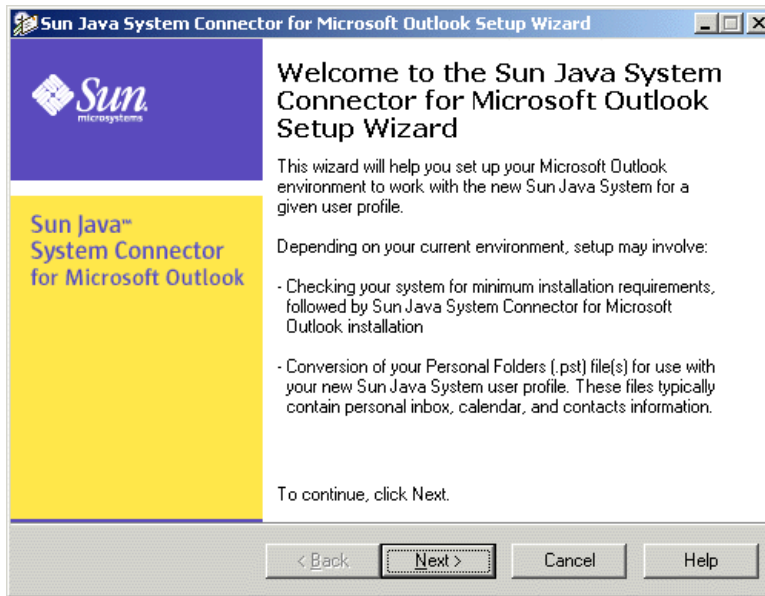 Sun Java System Connector for Microsoft Outlook Setup Wizard
Sun
microsystems
Sun Java™
System Connector
for Microsoft Outlook
Welcome to the Sun Java System
Connector for Microsoft Outlook
Setup Wizard
This wizard will help you set up your Microsoft Outlook
environment to work with the new Sun Java System for a
given user profile.
Depending on your current environment, setup may involve:
- Checking your system for minimum installation requirements,
followed by Sun Java System Connector for Microsoft
Outlook installation
- Conversion of your Personal Folders (.pst) file(s) for use with
your new Sun Java System user profile. These files typically
contain personal inbox, calendar, and contacts information.
To continue, click Next.
< Back
Next >
Cancel
Help